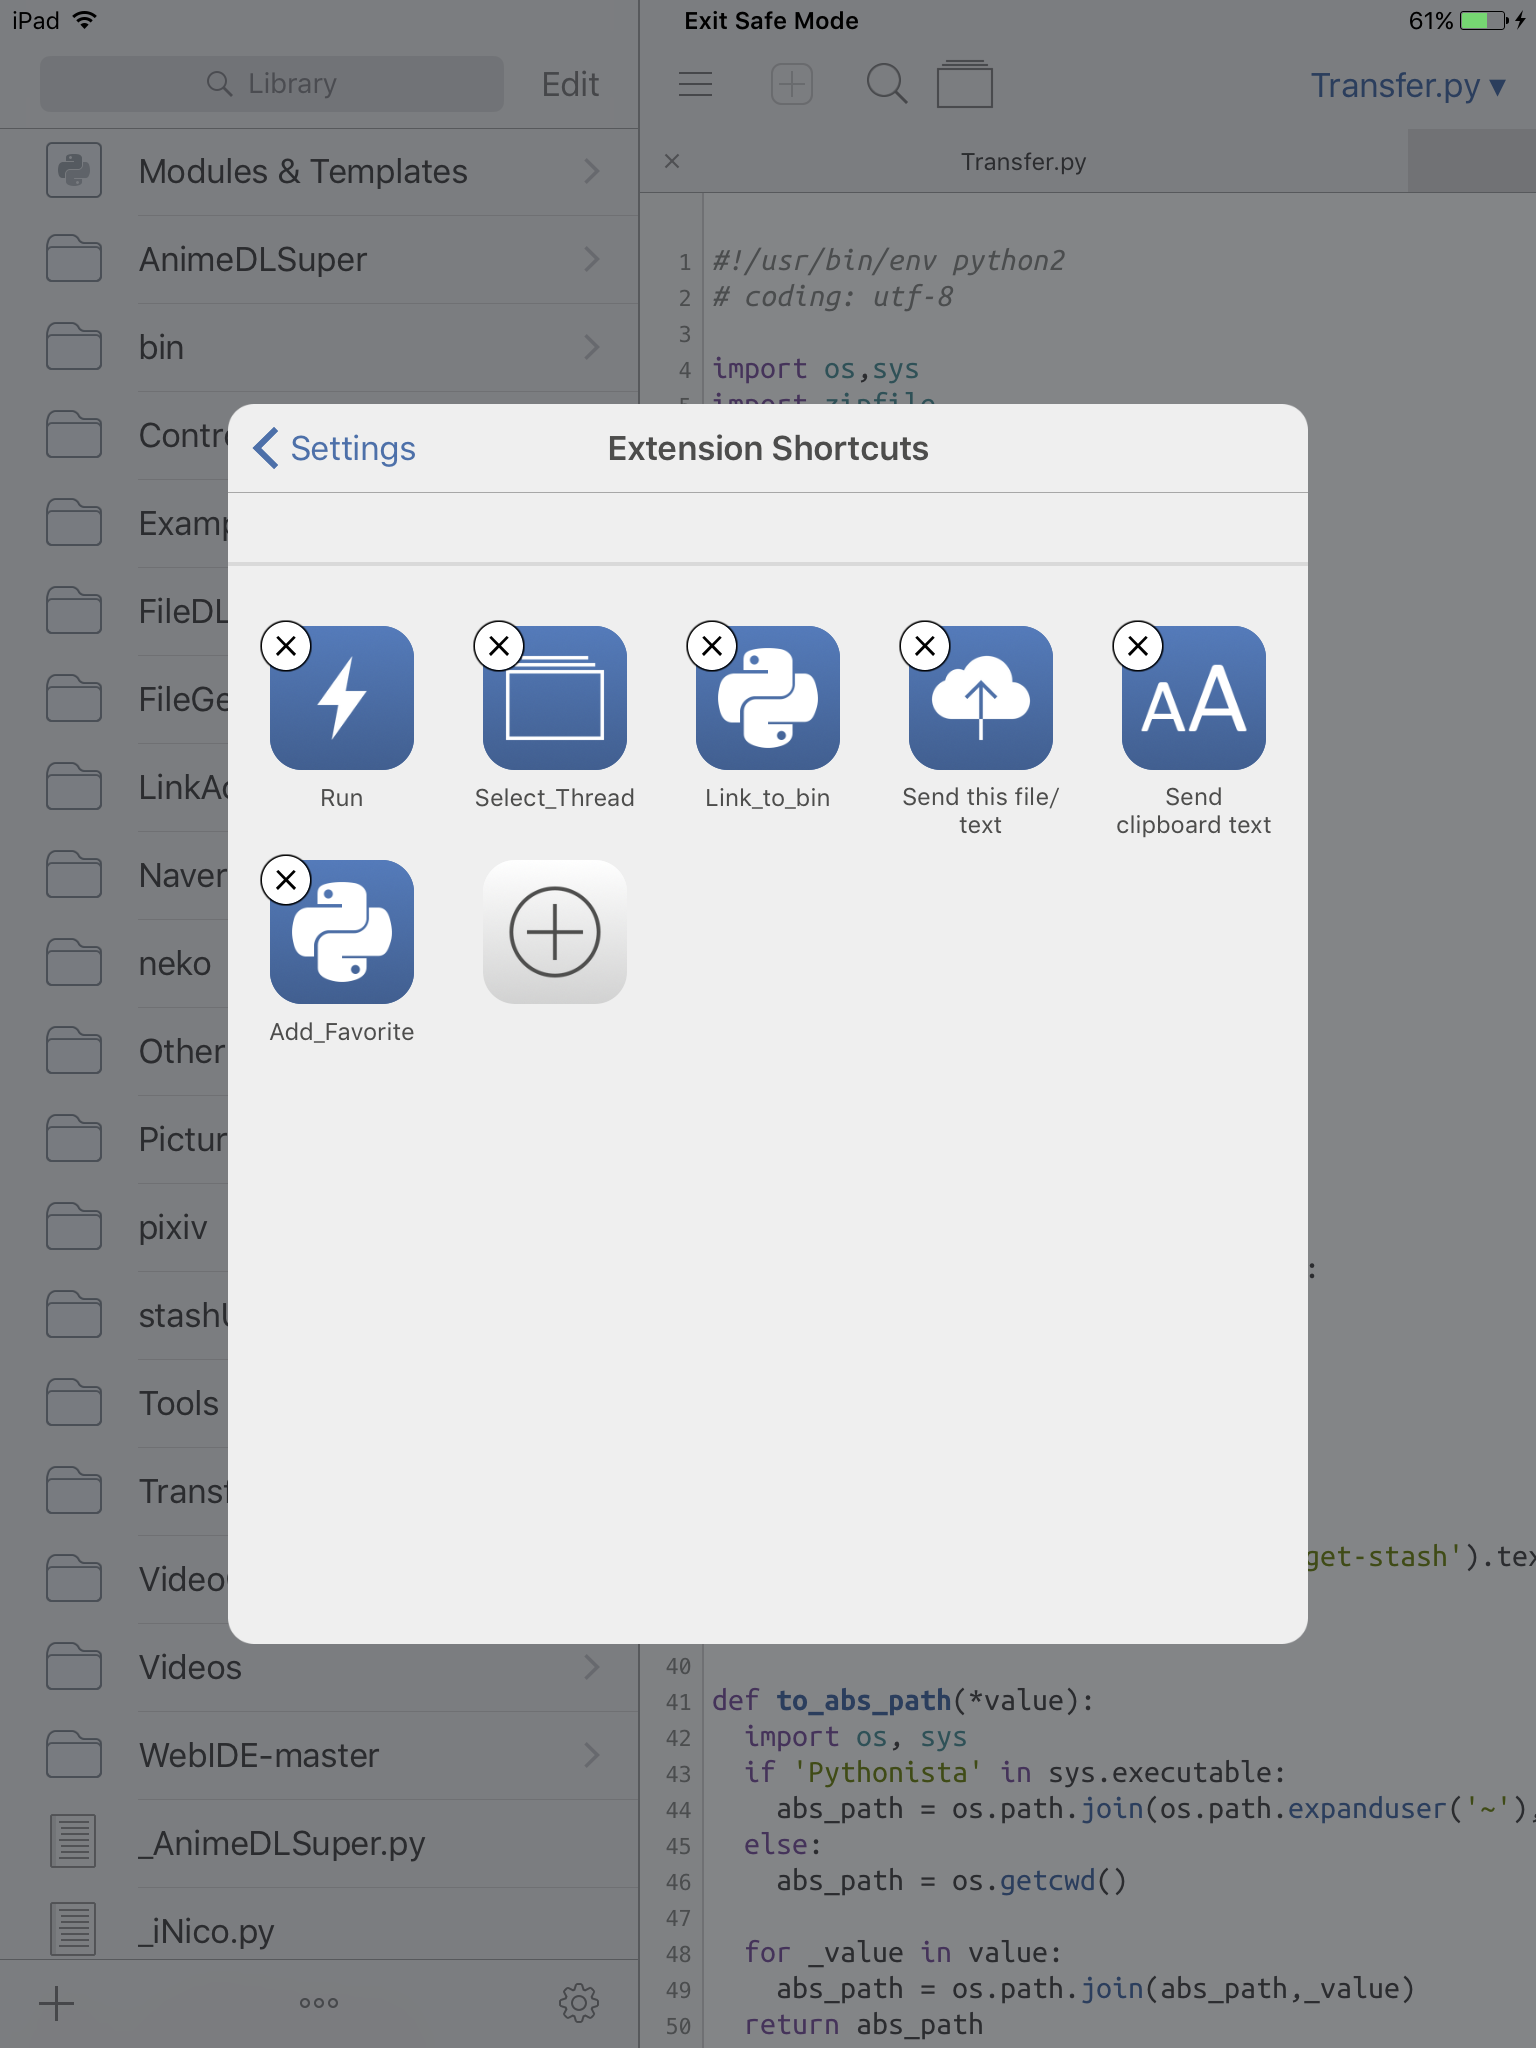 iPad
Exit Safe Mode
61%
Library
Edit
Transfer.py ▾
Transfer.py
Modules & Templates
AnimeDLSuper
bin
Contr
Examp
FileDL
FileGe
LinkAc
Naver
neko
Other
Pictur
pixiv
stash
Tools
Transf
Video
Videos
WebIDE-master
_AnimeDLSuper.py
_iNico.py
1 #!/usr/bin/env python2
2 # coding: utf-8
3
4 import os,sys
5 import zipfile
Settings
Extension Shortcuts
Run
Select_Thread
Link_to_bin
Send this file/
text
Send
clipboard text
AA
Add_Favorite
:
get-stash').tex
40
41 def to_abs_path(*value):
42 import os, sys
43 if 'Pythonista' in sys.executable:
44 abs_path = os.path.join(os.path.expanduser('~'),
45 else:
46 abs_path = os.getcwd()
47
48 for _value in value:
49 abs_path = os.path.join(abs_path,_value)
50 return abs_path